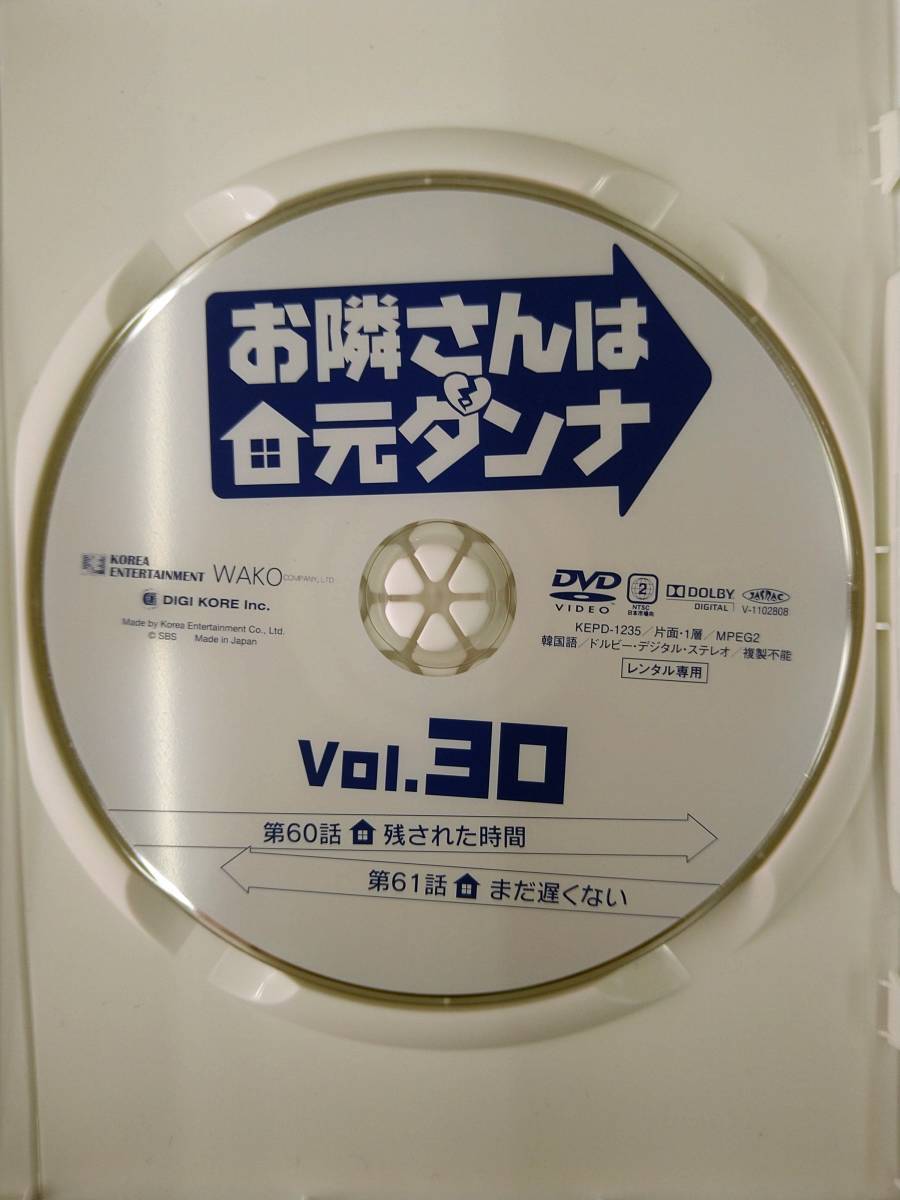 お隣さんは
元ダンナ
KOREA
ENTERTAINMENT
WAKO COMPANY, LTD.
DIGI KORE Inc.
Made by Korea Entertainment Co., Ltd.
© SBS Made in Japan
DVD
VIDEO
2
NTSC
日本市場向
DOLBY
DIGITAL
JASRAC
V-1102808
KEPD-1235／片面・1層／MPEG2
韓国語／ドルビー・デジタル・ステレオ／複製不能
レンタル専用
Vol.30
第60話 残された時間
第61話 まだ遅くない